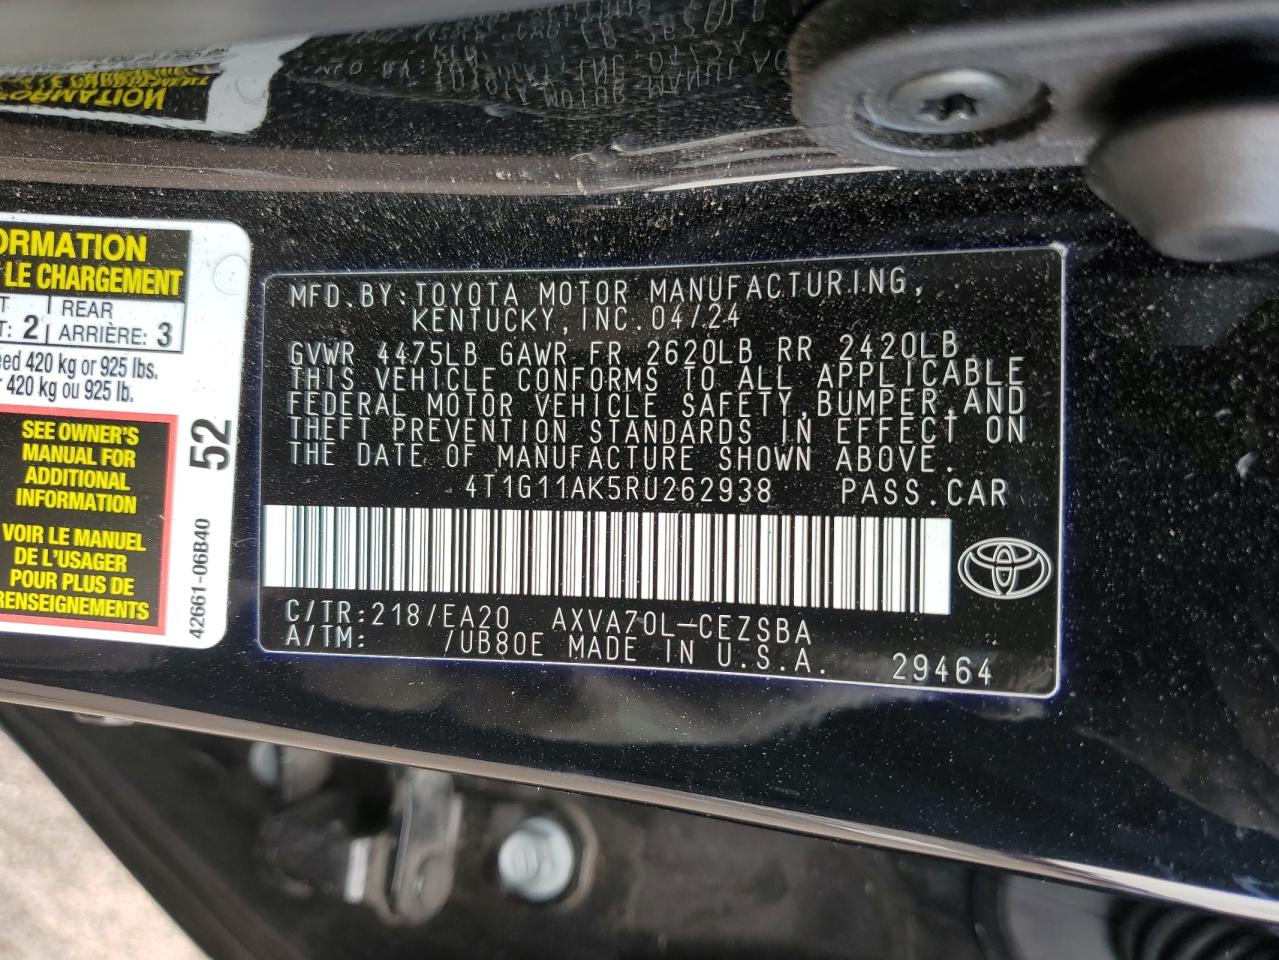 ORMATION
LE CHARGEMENT
T
REAR
T: 2
ARRIÈRE: 3
eed 420 kg or 925 lbs.
420 kg ou 925 lb.
SEE OWNER'S
MANUAL FOR
ADDITIONAL
INFORMATION
VOIR LE MANUEL
DE L'USAGER
POUR PLUS DE
RENSEIGNEMENTS
52
42661-06B40
MFD.BY:TOYOTA MOTOR MANUFACTURING,
KENTUCKY,INC.04/24
GVWR 4475LB GAWR FR 2620LB RR 2420LB
THIS VEHICLE CONFORMS TO ALL APPLICABLE
FEDERAL MOTOR VEHICLE SAFETY,BUMPER,AND
THEFT PREVENTION STANDARDS IN EFFECT ON
THE DATE OF MANUFACTURE SHOWN ABOVE.
4T1G11AK5RU262938 PASS.CAR
C/TR:218/EA20 AXVA70L-CEZSBA
A/TM: /UB80E MADE IN U.S.A. 29464